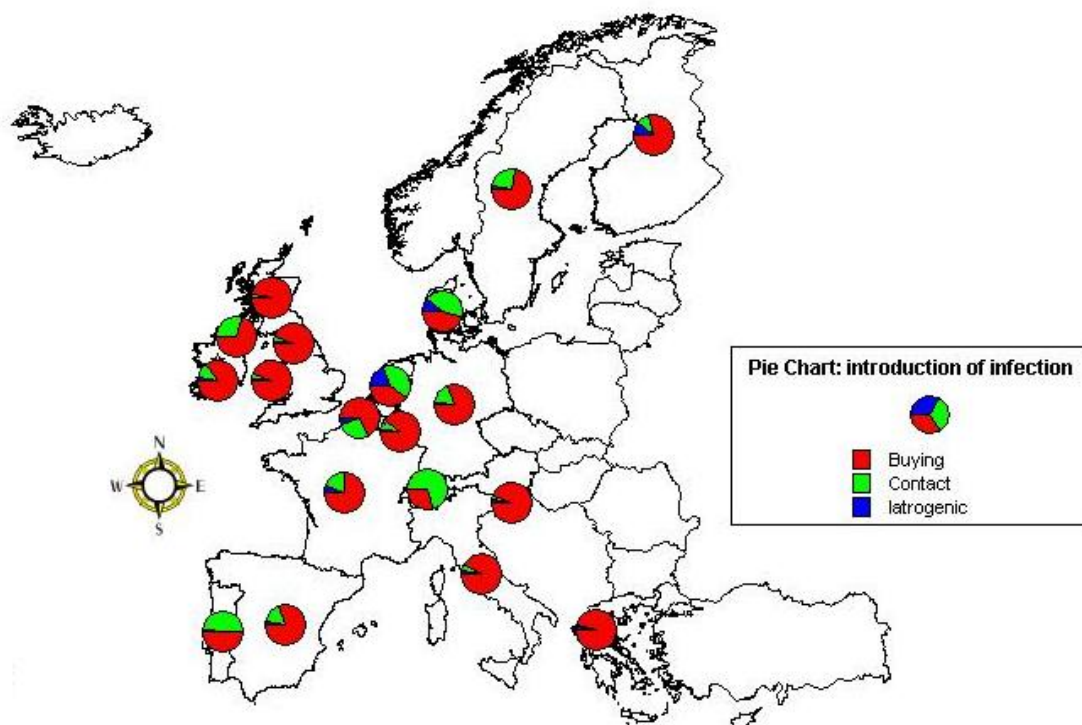 N
W E
S
Pie Chart: introduction of infection
Buying
Contact
Iatrogenic